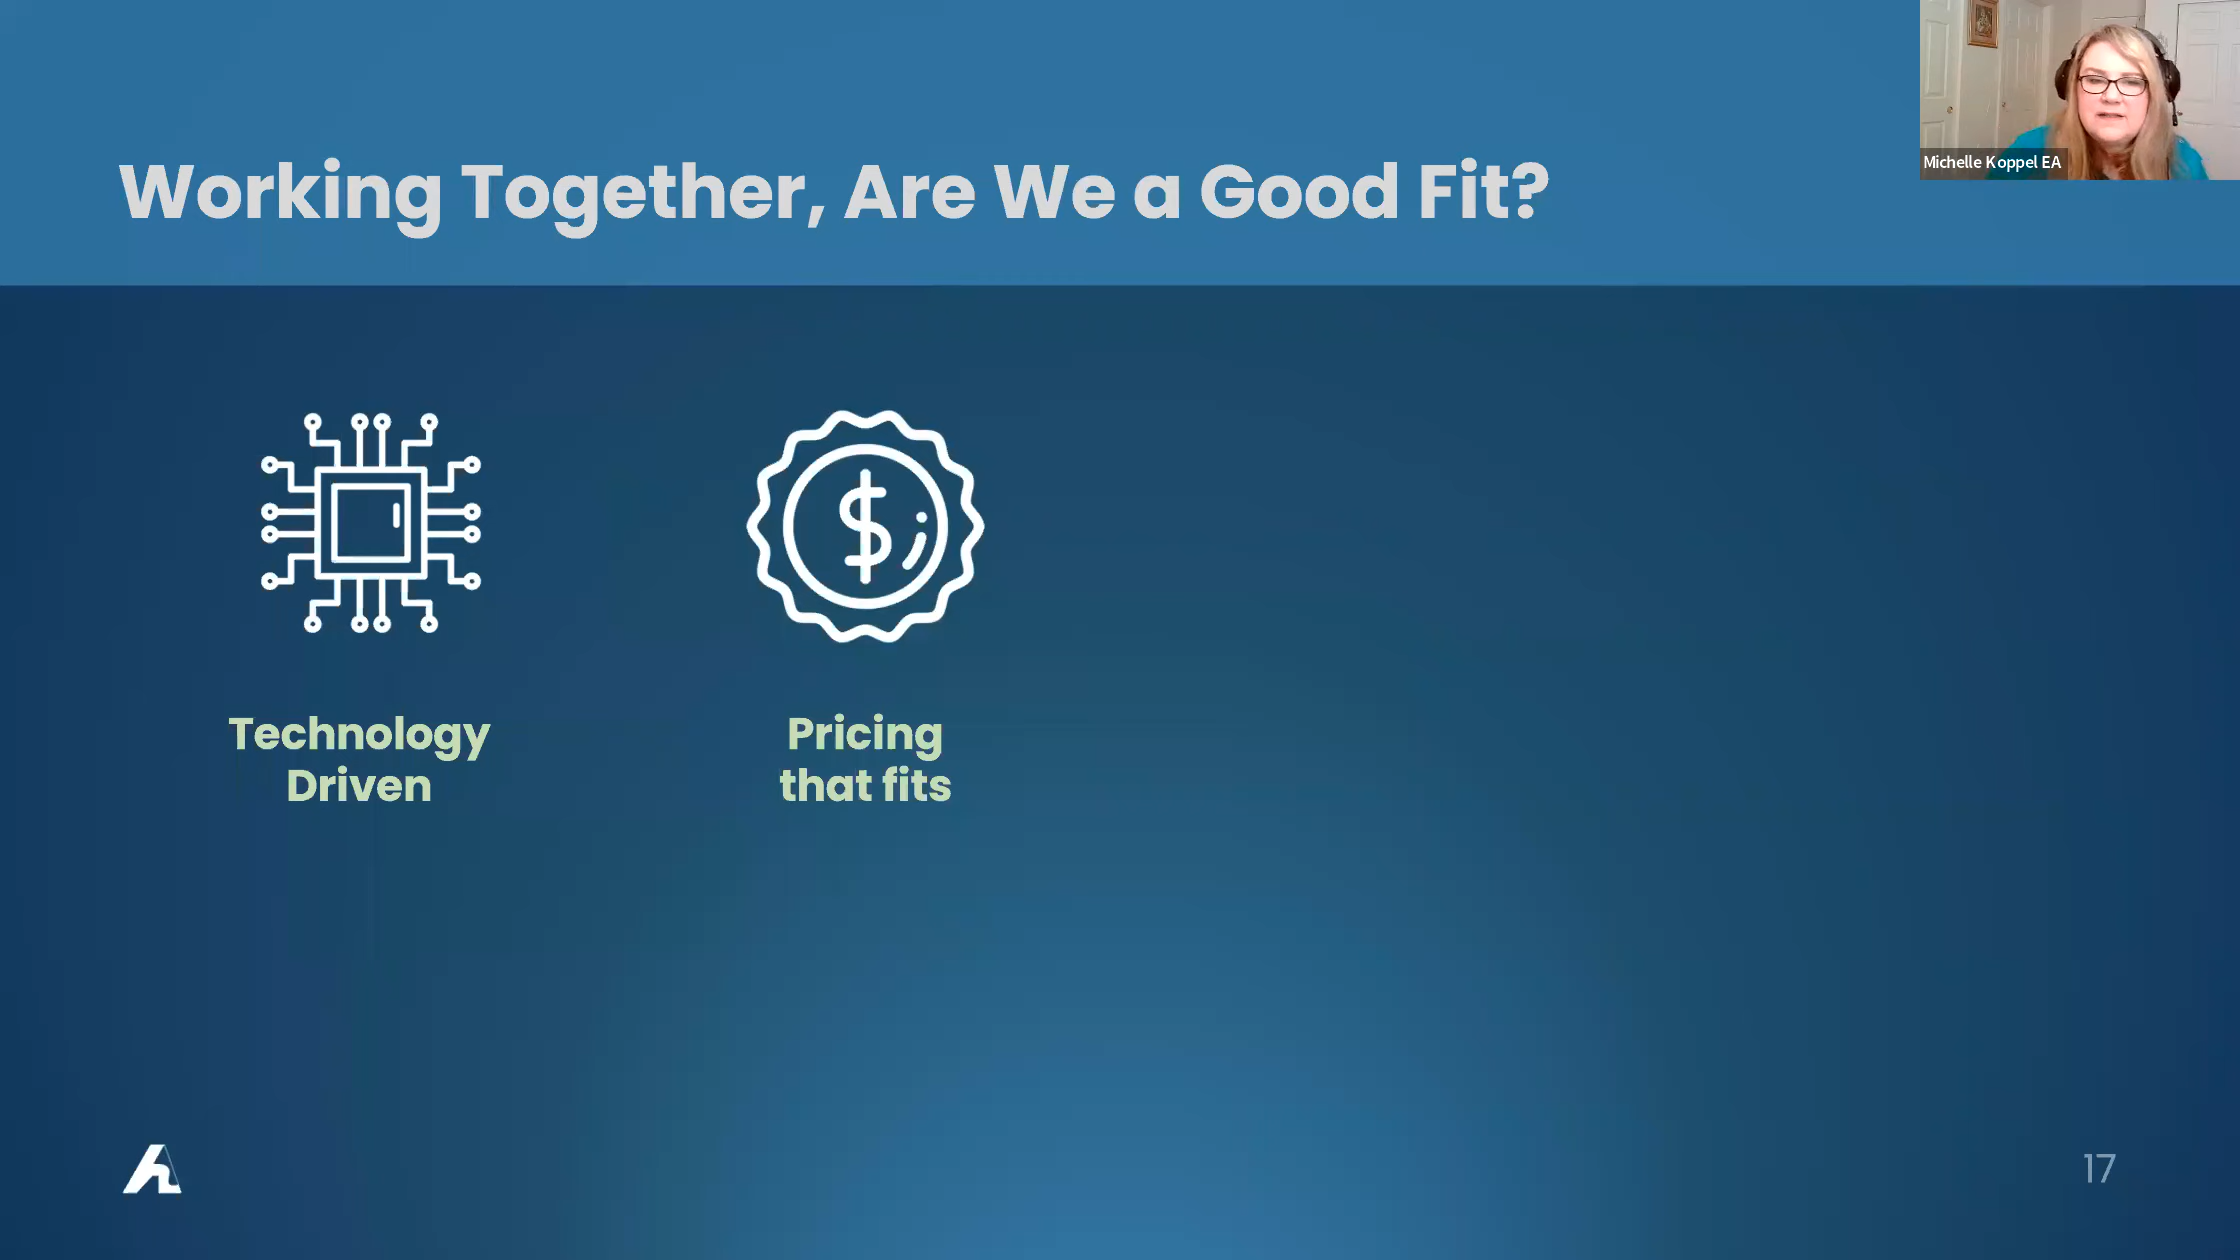 Michelle Koppel EA
Working Together, Are We a Good Fit?
$
Technology
Driven
Pricing
that fits
17